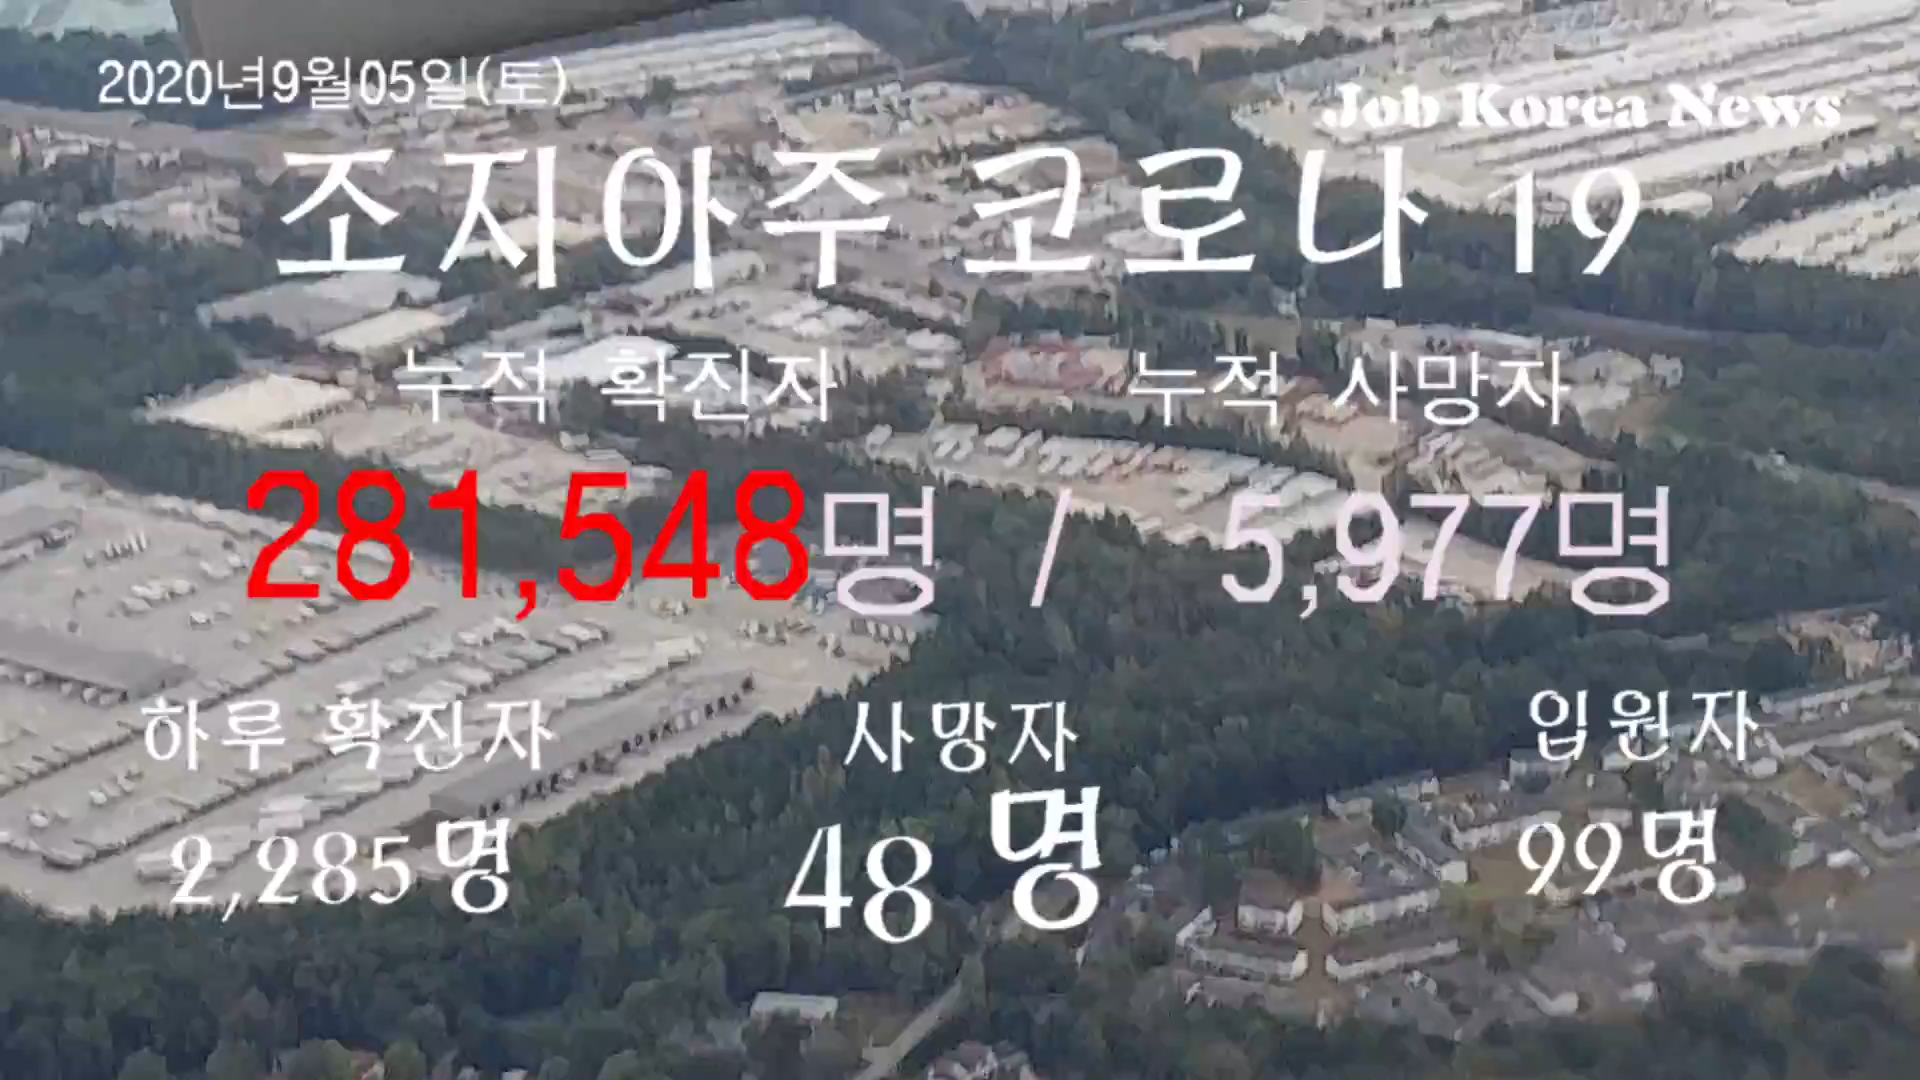 2020년9월05일(토)
Job Korea News
조지아주 코로나 19
누적 확진자 누적 사망자
281,548명 / 5,977명
하루 확진자 사망자 입원자
2,285명 48명 99명